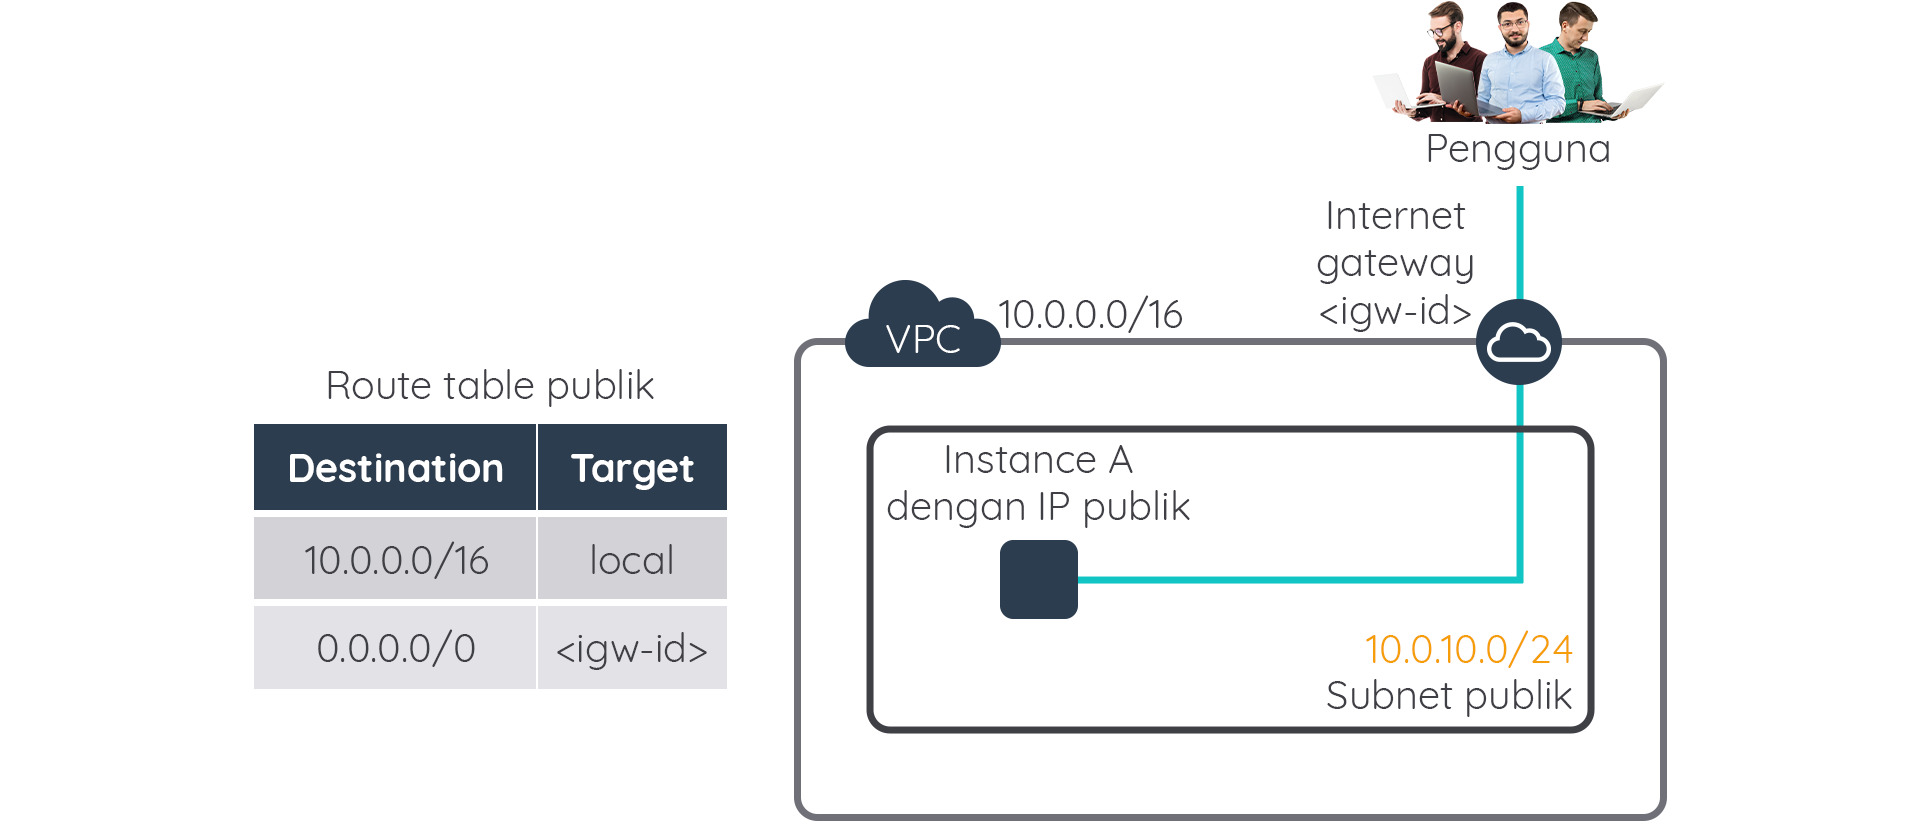 Pengguna
Internet
gateway
<igw-id>
VPC
10.0.0.0/16
Route table publik
Destination Target
10.0.0.0/16 local
0.0.0.0/0 <igw-id>
Instance A
dengan IP publik
10.0.10.0/24
Subnet publik